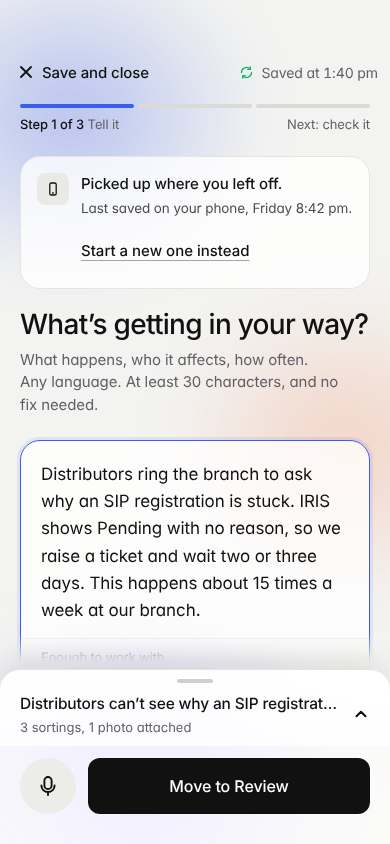 Save and close
Saved at 1:40 pm
Step 1 of 3 Tell it
Next: check it
Picked up where you left off.
Last saved on your phone, Friday 8:42 pm.
Start a new one instead
What's getting in your way?
What happens, who it affects, how often.
Any language. At least 30 characters, and no
fix needed.
Distributors ring the branch to ask
why an SIP registration is stuck. IRIS
shows Pending with no reason, so we
raise a ticket and wait two or three
days. This happens about 15 times a
week at our branch.
Enough to work with
Distributors can't see why an SIP registrat...
3 sortings, 1 photo attached
Move to Review